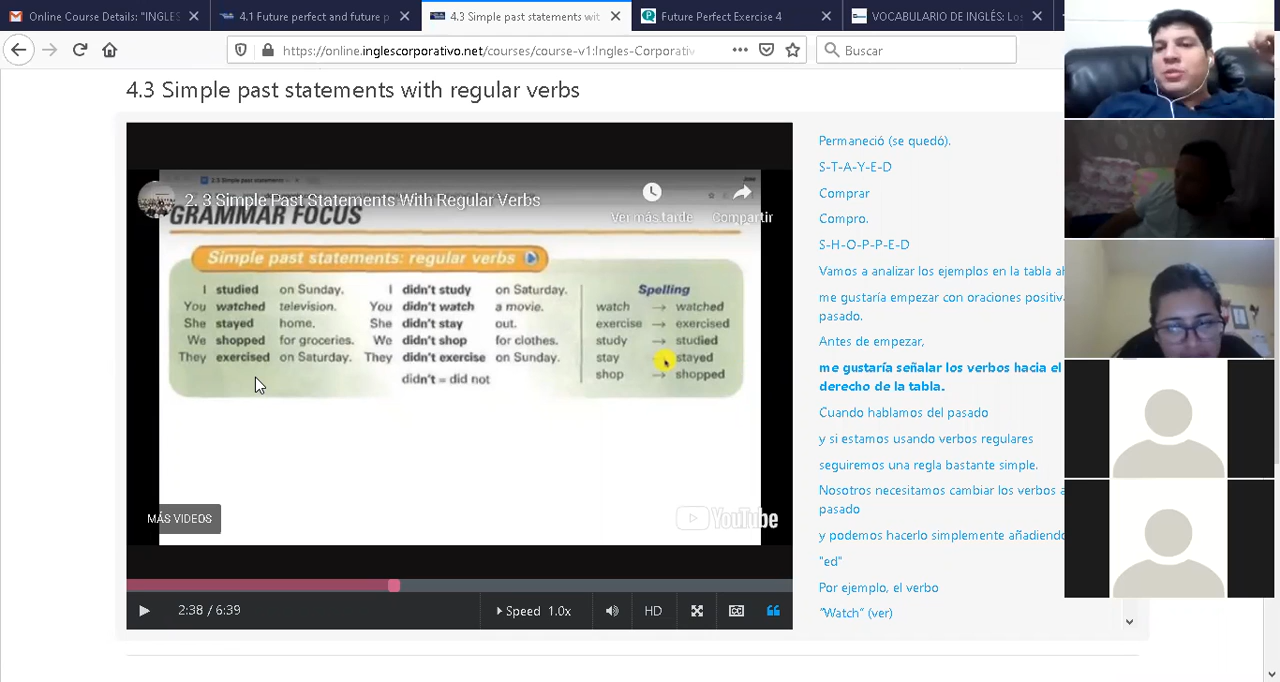 Online Course Details: "INGLES
4.1 Future perfect and future p
4.3 Simple past statements wit
Future Perfect Exercise 4
VOCABULARIO DE INGLÉS: Lo
https://online.inglescorporativo.net/courses/course-v1:Ingles-Corporativ
Buscar
4.3 Simple past statements with regular verbs
2. 3 Simple Past Statements With Regular Verbs
Ver más tarde
Compartir
GRAMMAR FOCUS
Simple past statements: regular verbs
I studied on Sunday. I didn't study on Saturday. Spelling
You watched television. You didn't watch a movie. watch → watched
She stayed home. She didn't stay out. exercise → exercised
We shopped for groceries. We didn't shop for clothes. study → studied
They exercised on Saturday. They didn't exercise on Sunday. stay → stayed
didn't = did not shop → shopped
MÁS VIDEOS
YouTube
2:38 / 6:39
Speed 1.0x
HD
Permaneció (se quedó).
S-T-A-Y-E-D
Comprar
Compro.
S-H-O-P-P-E-D
Vamos a analizar los ejemplos en la tabla
me gustaría empezar con oraciones positiva
pasado.
Antes de empezar,
me gustaría señalar los verbos hacia el
derecho de la tabla.
Cuando hablamos del pasado
y si estamos usando verbos regulares
seguiremos una regla bastante simple.
Nosotros necesitamos cambiar los verbos a
pasado
y podemos hacerlo simplemente añadiendo
"ed"
Por ejemplo, el verbo
"Watch" (ver)